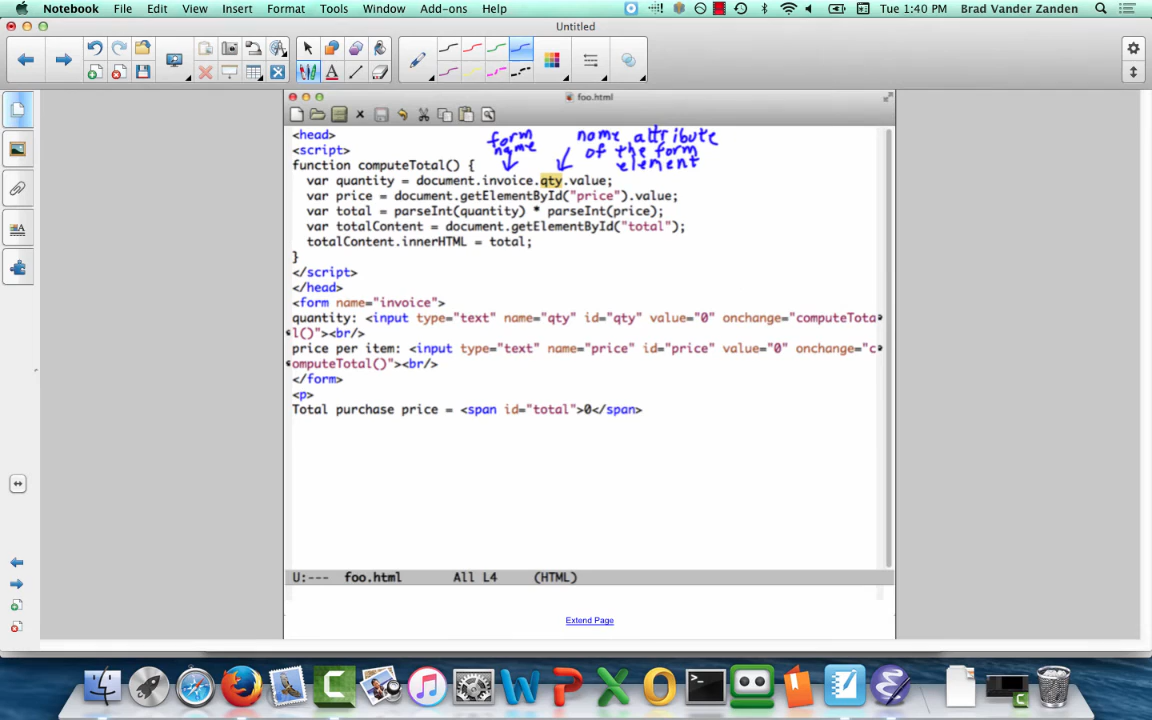 Notebook File Edit View Insert Format Tools Window Add-ons Help Tue 1:40 PM Brad Vander Zanden
Untitled
foo.html
<head>
<script>
function computeTotal() {
form
name
name attribute
of the form
element
var quantity = document.invoice.qty.value;
var price = document.getElementById("price").value;
var total = parseInt(quantity) * parseInt(price);
var totalContent = document.getElementById("total");
totalContent.innerHTML = total;
}
</script>
</head>
<form name="invoice">
quantity: <input type="text" name="qty" id="qty" value="0" onchange="computeTota
l()"><br/>
price per item: <input type="text" name="price" id="price" value="0" onchange="c
omputeTotal()"><br/>
</form>
<p>
Total purchase price = <span id="total">0</span>
U:--- foo.html All L4 (HTML)
Extend Page